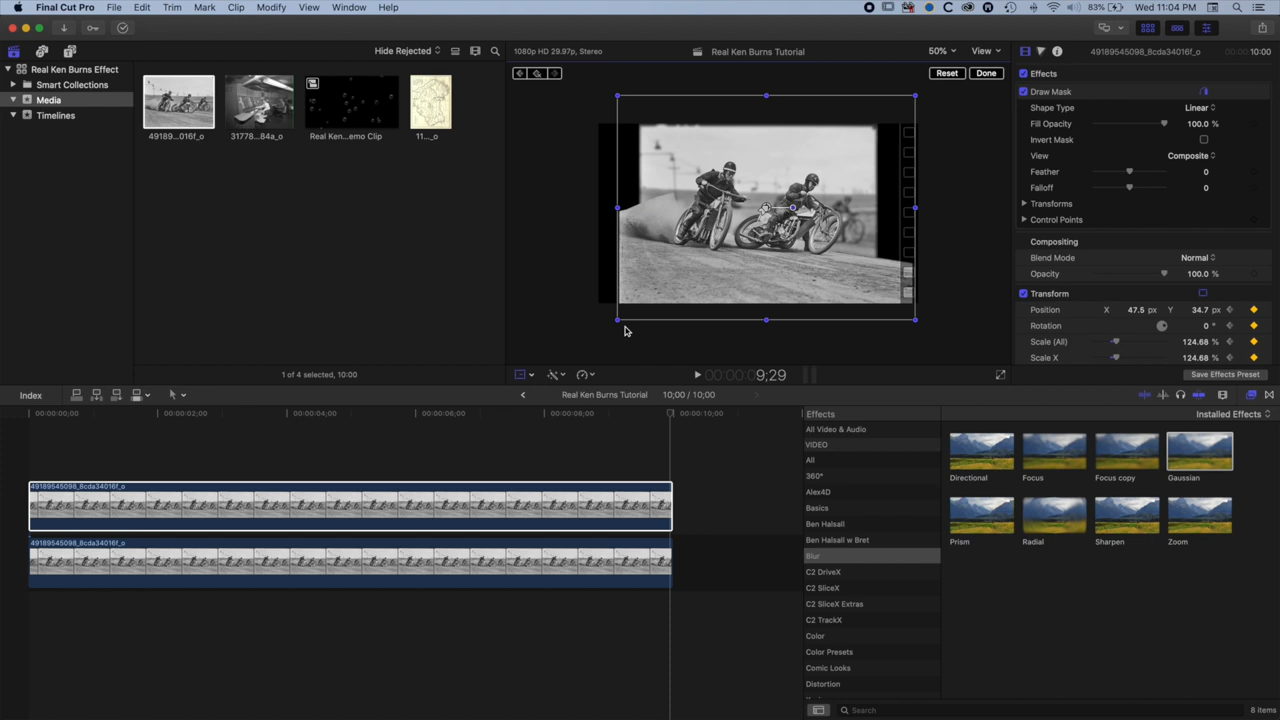 Final Cut Pro File Edit Trim Mark Clip Modify View Window Help 83% Wed 11:04 PM
Hide Rejected
1080p HD 29.97p, Stereo Real Ken Burns Tutorial 50% View
49189545098_8cda34016f_o 10:00
Real Ken Burns Effect
Smart Collections
Media
Timelines
49189...016f_o 31778...84a_o Real Ken...emo Clip 11..._o
Reset Done
Effects
Draw Mask
Shape Type Linear
Fill Opacity 100.0 %
Invert Mask
View Composite
Feather 0
Falloff 0
Transforms
Control Points
Compositing
Blend Mode Normal
Opacity 100.0 %
Transform
Position X 47.5 px Y 34.7 px
Rotation 0 °
Scale (All) 124.68 %
Scale X 124.68 %
Save Effects Preset
1 of 4 selected, 10:00
00:00:00:09;29
Index
Real Ken Burns Tutorial 10;00 / 10;00
00:00:00;00 00:00:02;00 00:00:04;00 00:00:06;00 00:00:08;00 00:00:10;00
49189545098_8cda34016f_o
49189545098_8cda34016f_o
Effects Installed Effects
All Video & Audio
VIDEO
All
360°
Alex4D
Basics
Ben Halsall
Ben Halsall w Bret
Blur
C2 DriveX
C2 SliceX
C2 SliceX Extras
C2 TrackX
Color
Color Presets
Comic Looks
Distortion
Directional Focus Focus copy Gaussian
Prism Radial Sharpen Zoom
Search
8 items